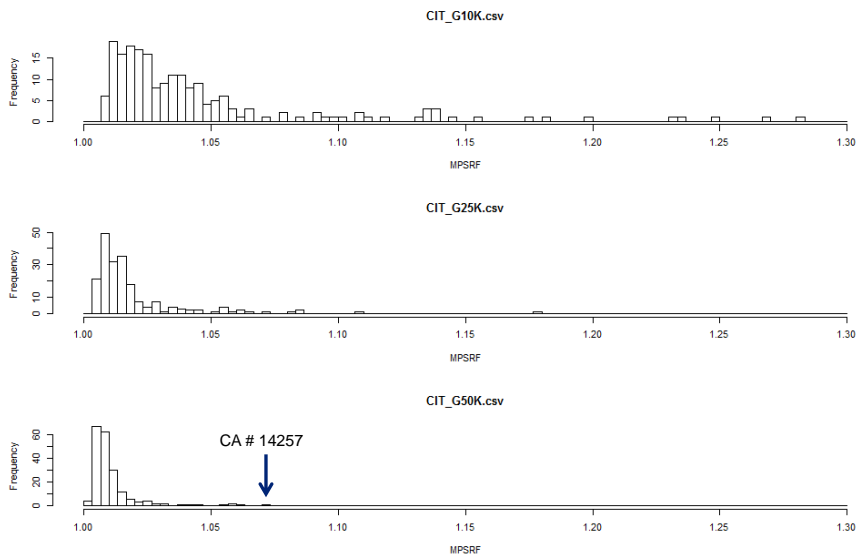 CIT_G10K.csv
Frequency
0 5 10 15
1.00 1.05 1.10 1.15 1.20 1.25 1.30
MPSRF
CIT_G25K.csv
Frequency
0 10 30 50
1.00 1.05 1.10 1.15 1.20 1.25 1.30
MPSRF
CIT_G50K.csv
Frequency
0 20 40 60
CA # 14257
1.00 1.05 1.10 1.15 1.20 1.25 1.30
MPSRF